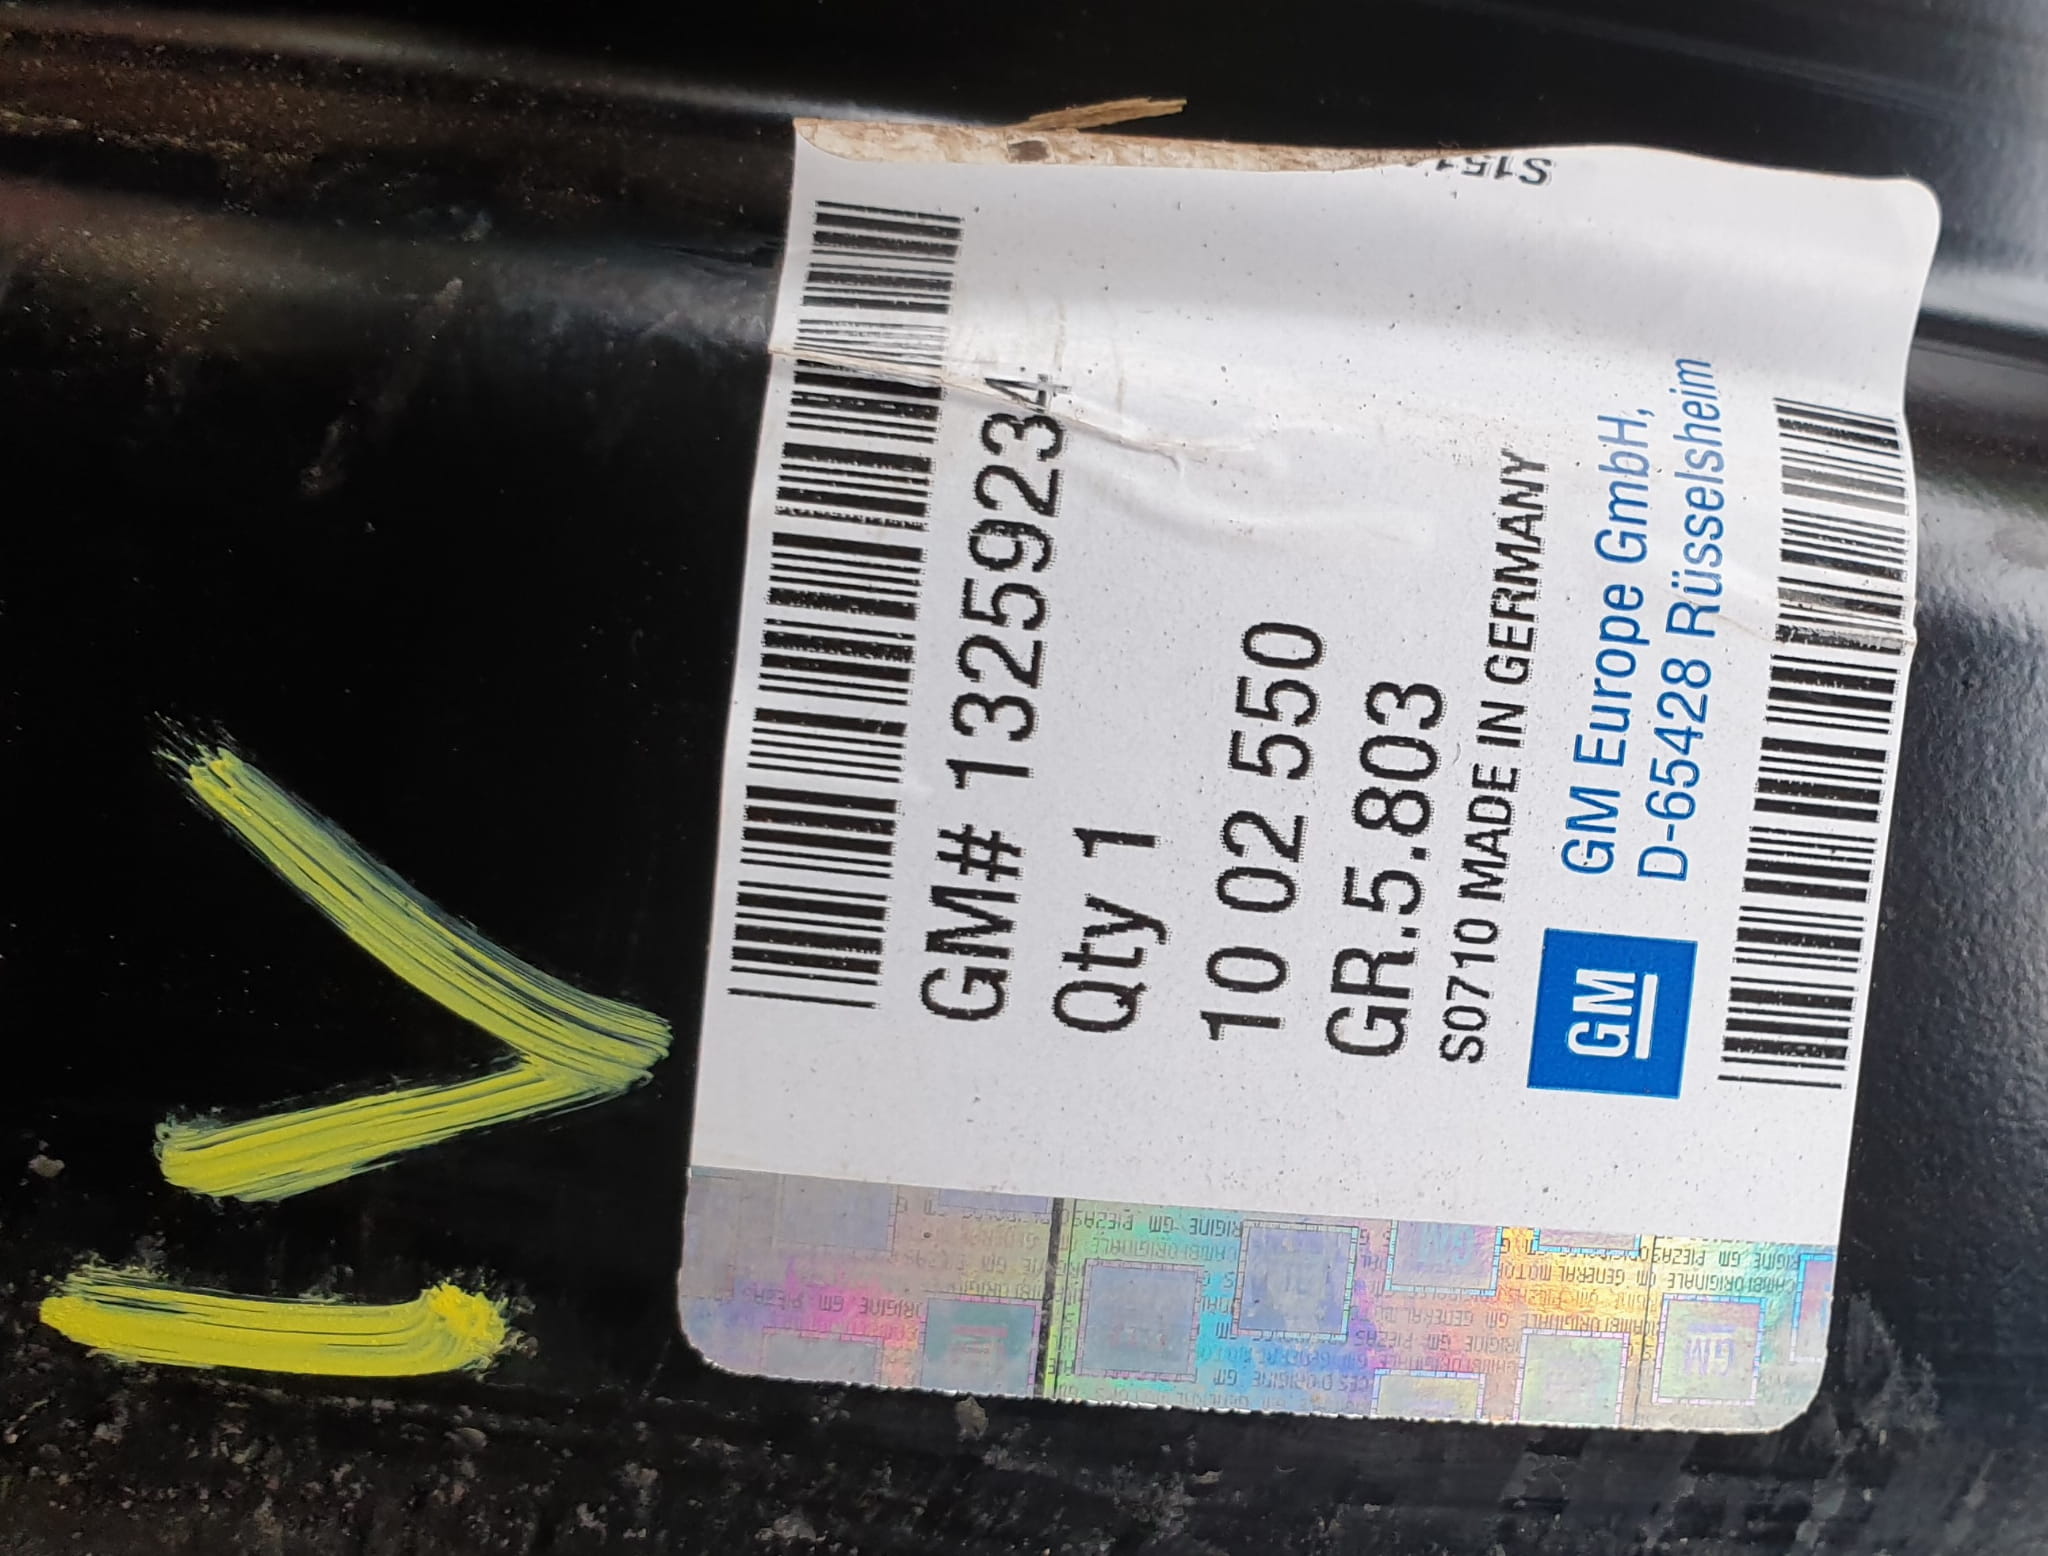 GM# 13259234
Qty 1
10 02 550
GR.5.803
S0710 MADE IN GERMANY
GM
GM Europe GmbH,
D-65428 Rüsselsheim